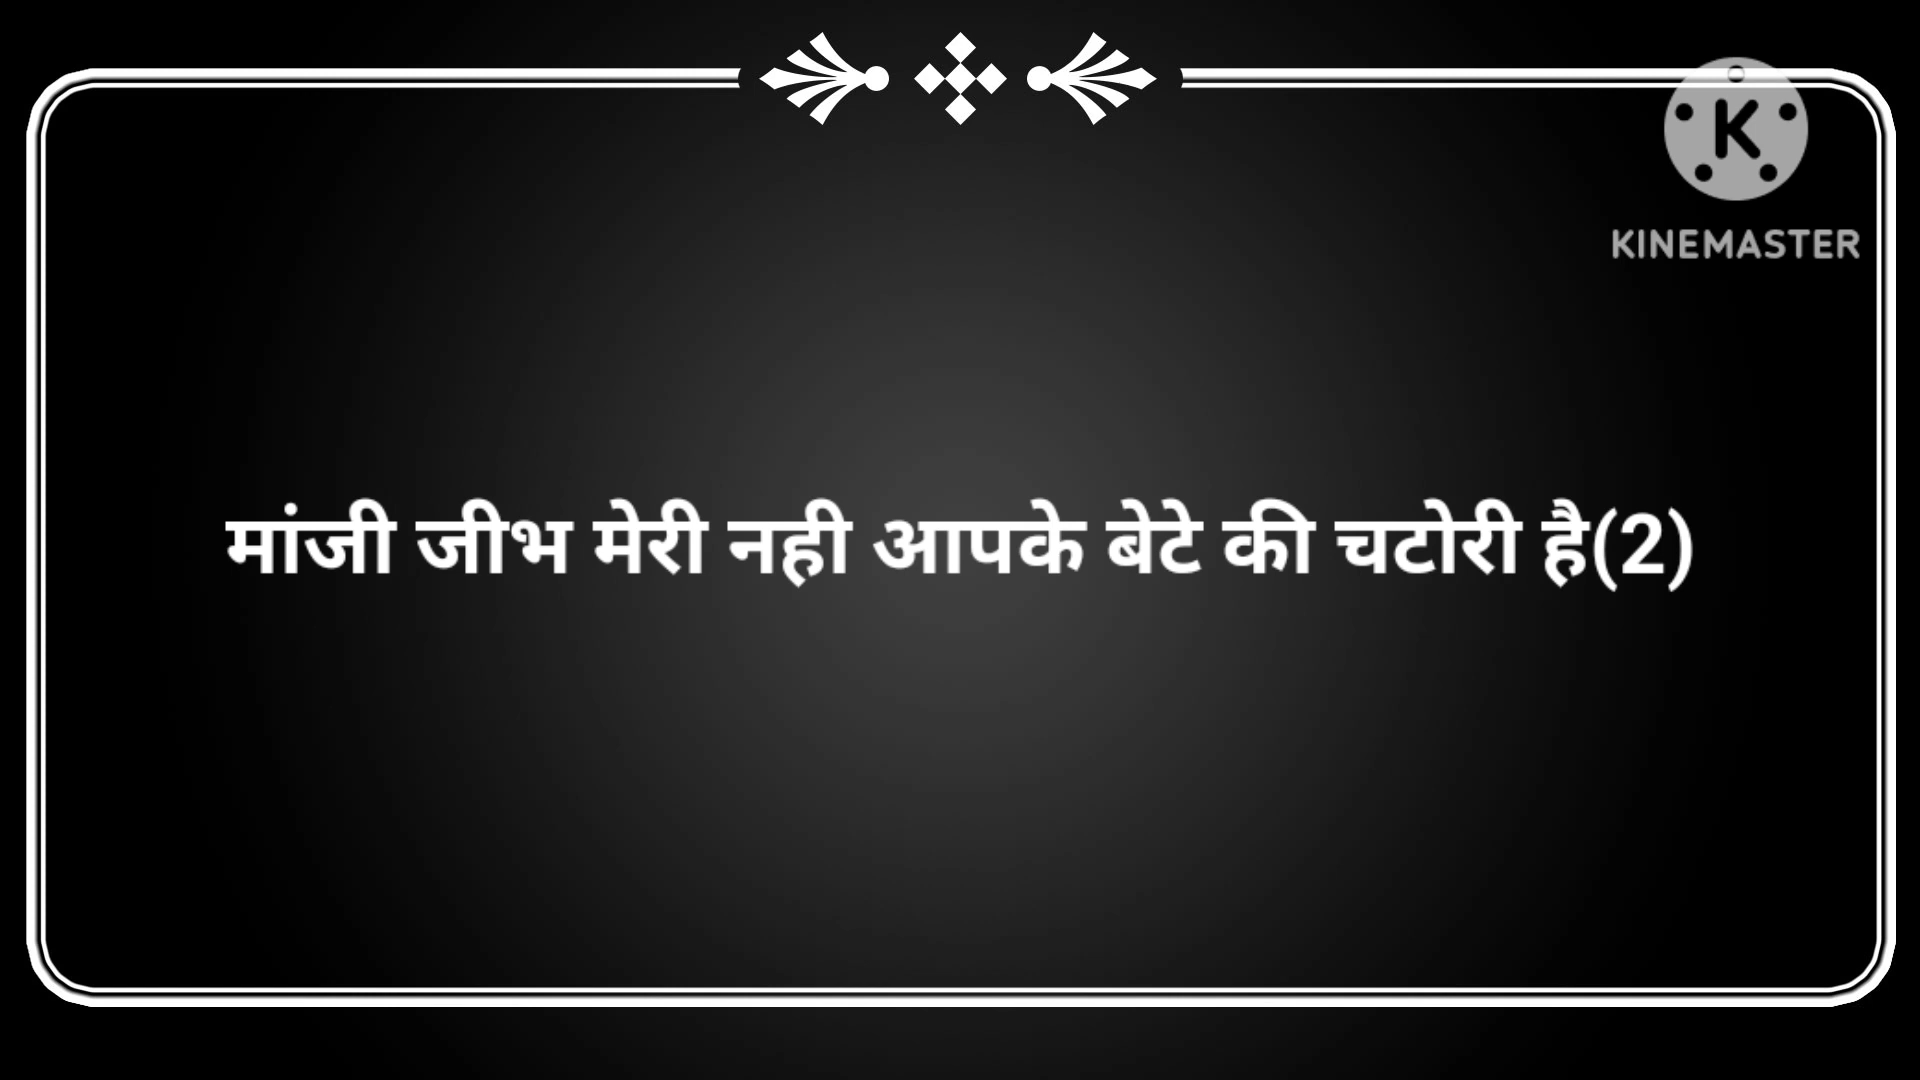 K
KINEMASTER
मांजी जीभ मेरी नही आपके बेटे की चटोरी है(2)